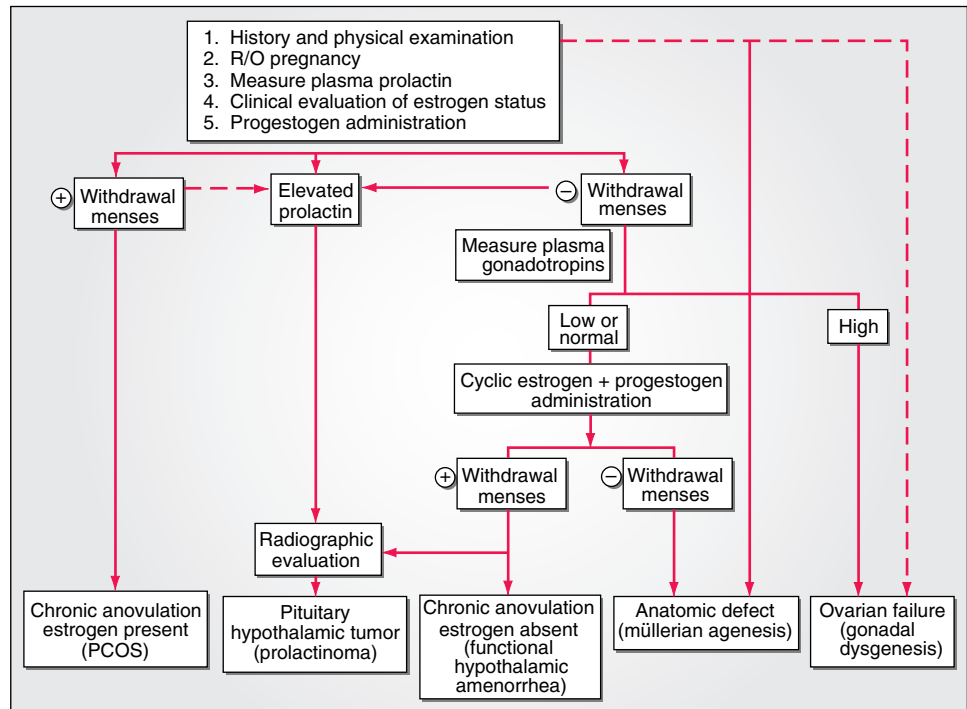 1. History and physical examination
2. R/O pregnancy
3. Measure plasma prolactin
4. Clinical evaluation of estrogen status
5. Progestogen administration
+
Withdrawal
menses
Elevated
prolactin
−
Withdrawal
menses
Measure plasma
gonadotropins
Low or
normal
High
Cyclic estrogen + progestogen
administration
+
Withdrawal
menses
−
Withdrawal
menses
Radiographic
evaluation
Chronic anovulation
estrogen present
(PCOS)
Pituitary
hypothalamic tumor
(prolactinoma)
Chronic anovulation
estrogen absent
(functional
hypothalamic
amenorrhea)
Anatomic defect
(müllerian agenesis)
Ovarian failure
(gonadal
dysgenesis)